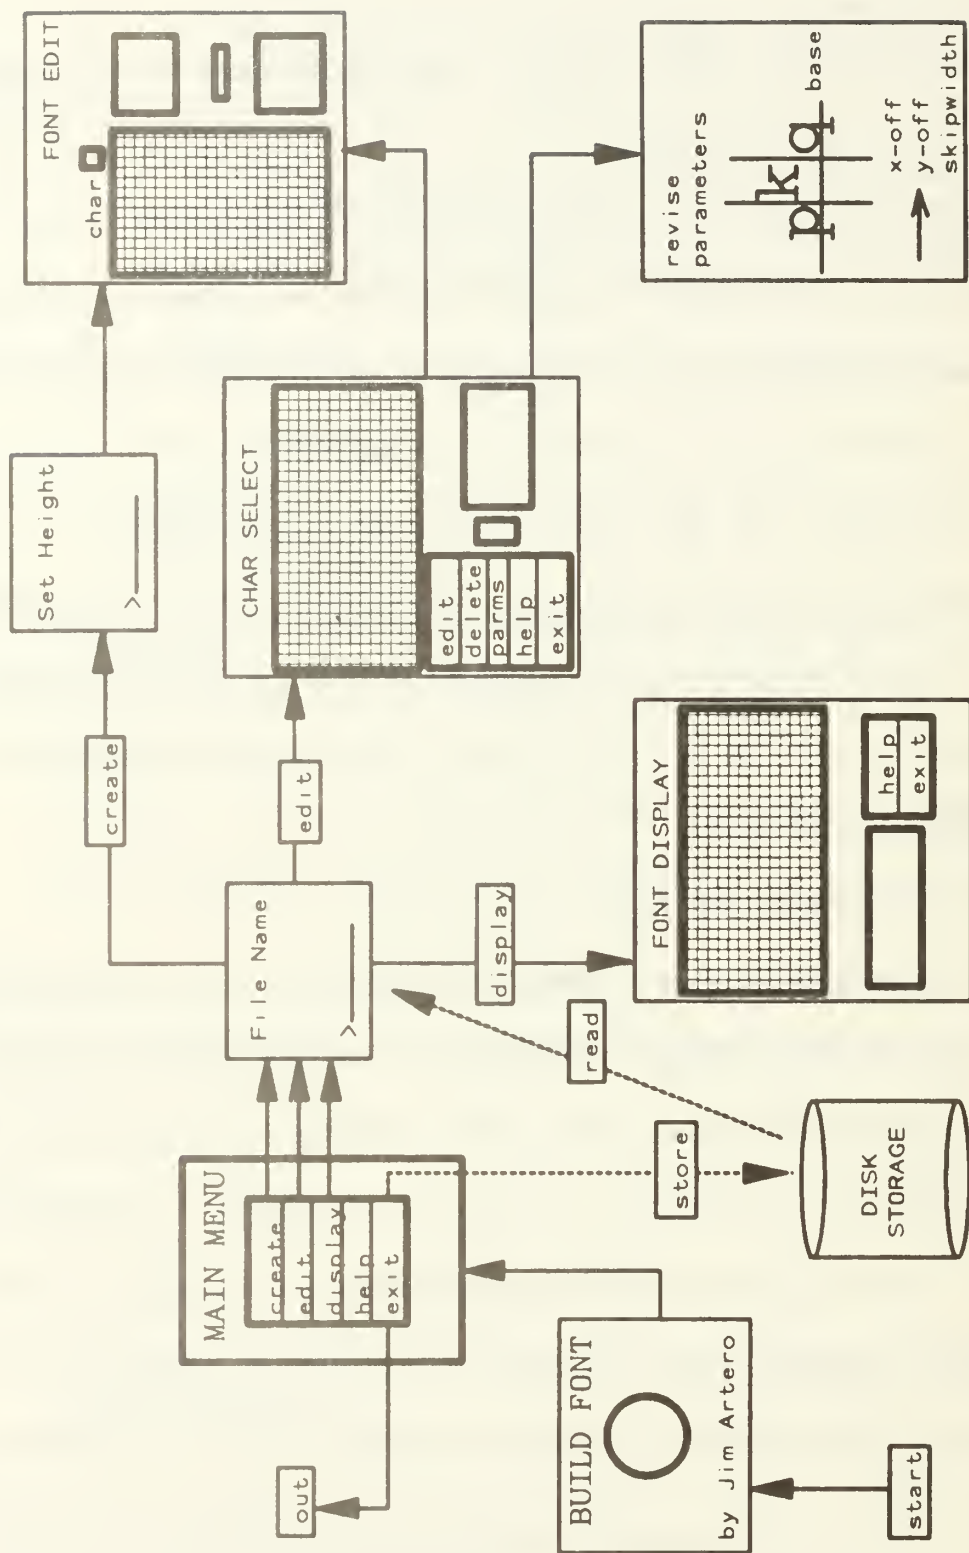 start
BUILD FONT
by Jim Artero
out
MAIN MENU
create
edit
display
help
exit
store
DISK
STORAGE
read
File Name
>
create
edit
display
Set Height
>
CHAR SELECT
edit
delete
parms
help
exit
FONT DISPLAY
help
exit
FONT EDIT
char
revise
parameters
p k q
base
x-off
y-off
skipwidth